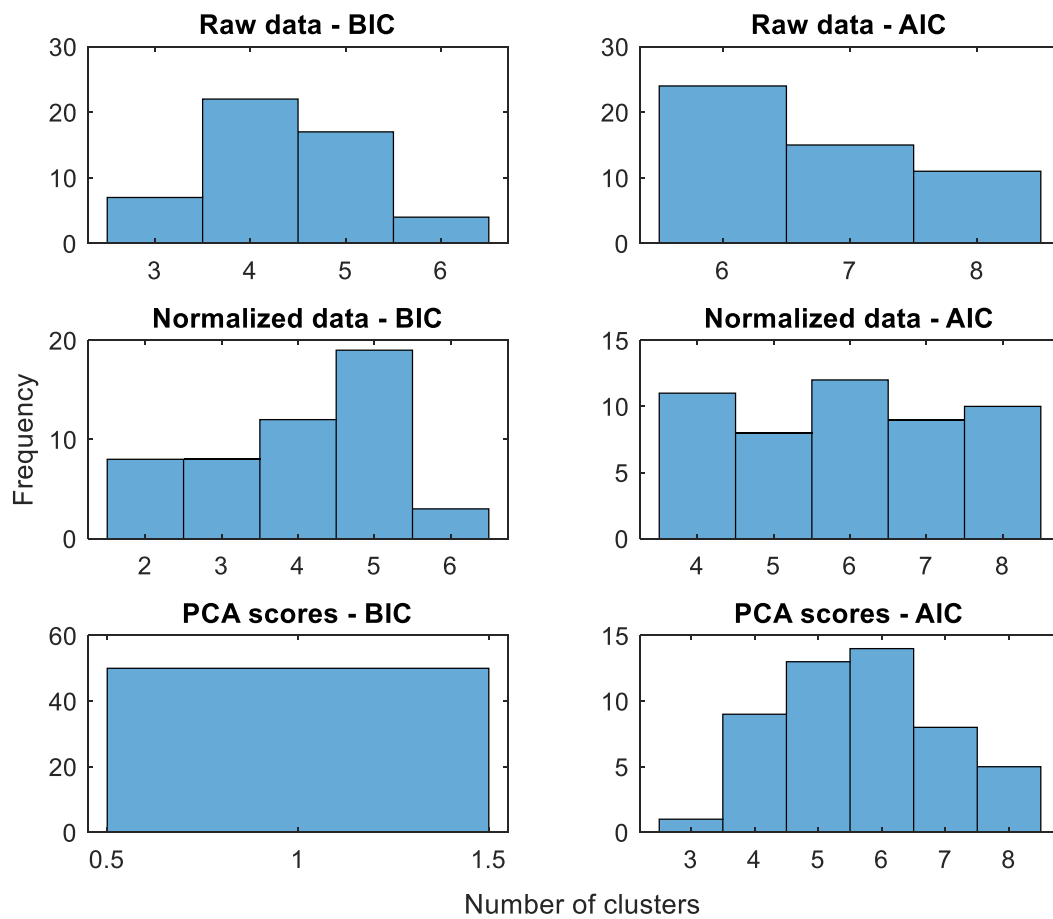 Raw data - BIC
30
20
10
0
3 4 5 6
Raw data - AIC
30
20
10
0
6 7 8
Normalized data - BIC
20
10
0
2 3 4 5 6
Normalized data - AIC
15
10
5
0
4 5 6 7 8
Frequency
PCA scores - BIC
60
40
20
0
0.5 1 1.5
PCA scores - AIC
15
10
5
0
3 4 5 6 7 8
Number of clusters